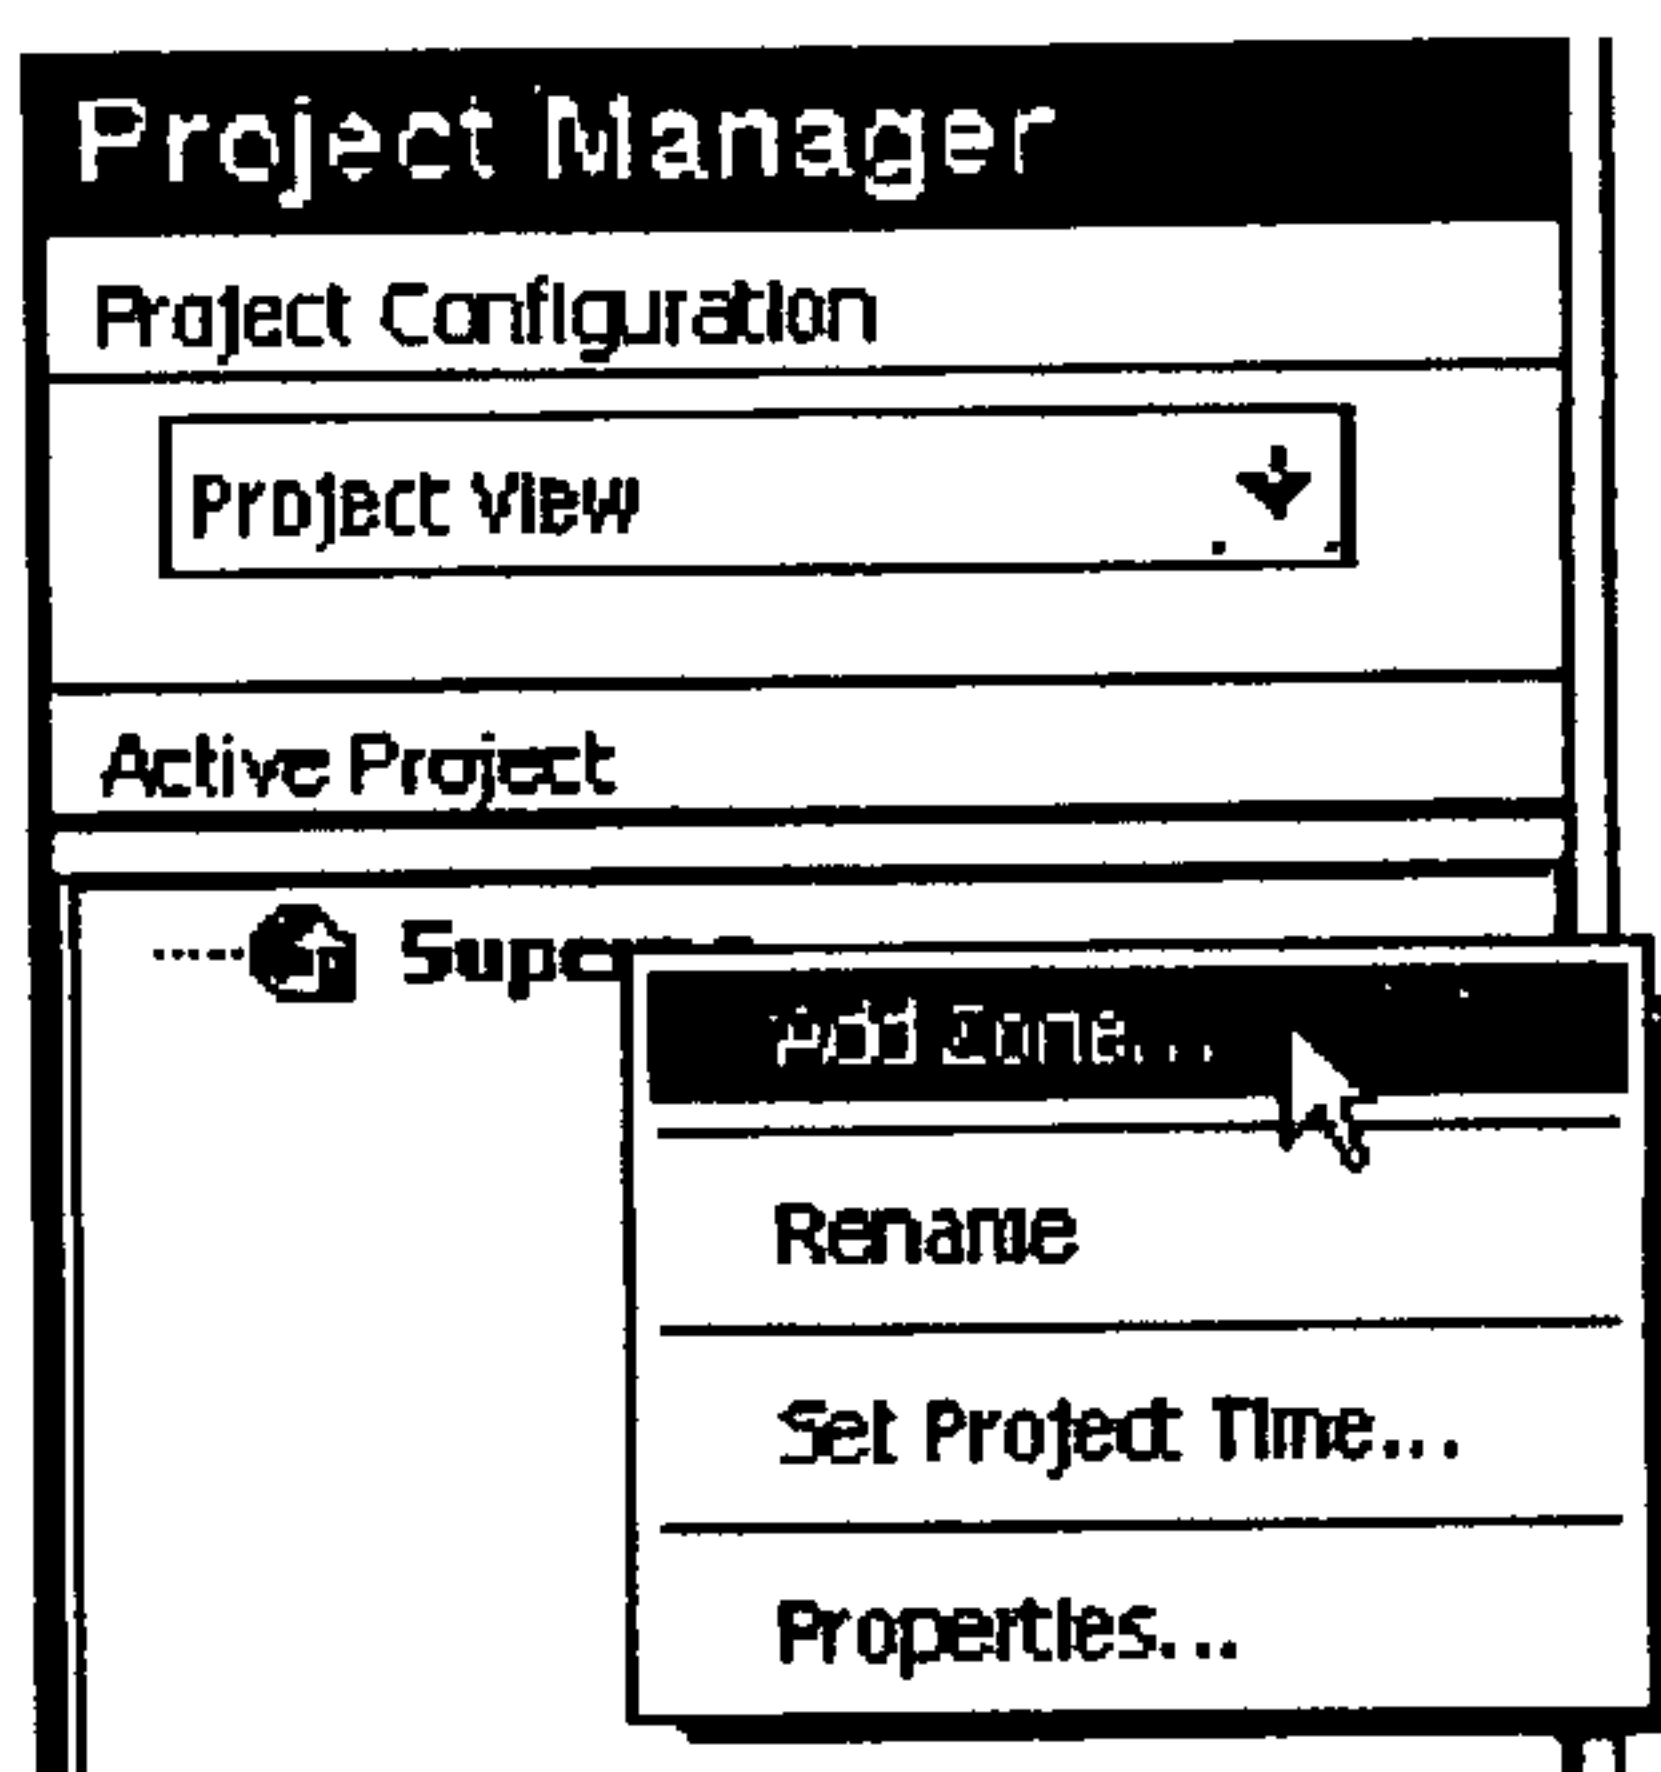 Project Manager
Project Configuration
Project View
Active Project
Add Zone...
Rename
Set Project Time...
Properties...